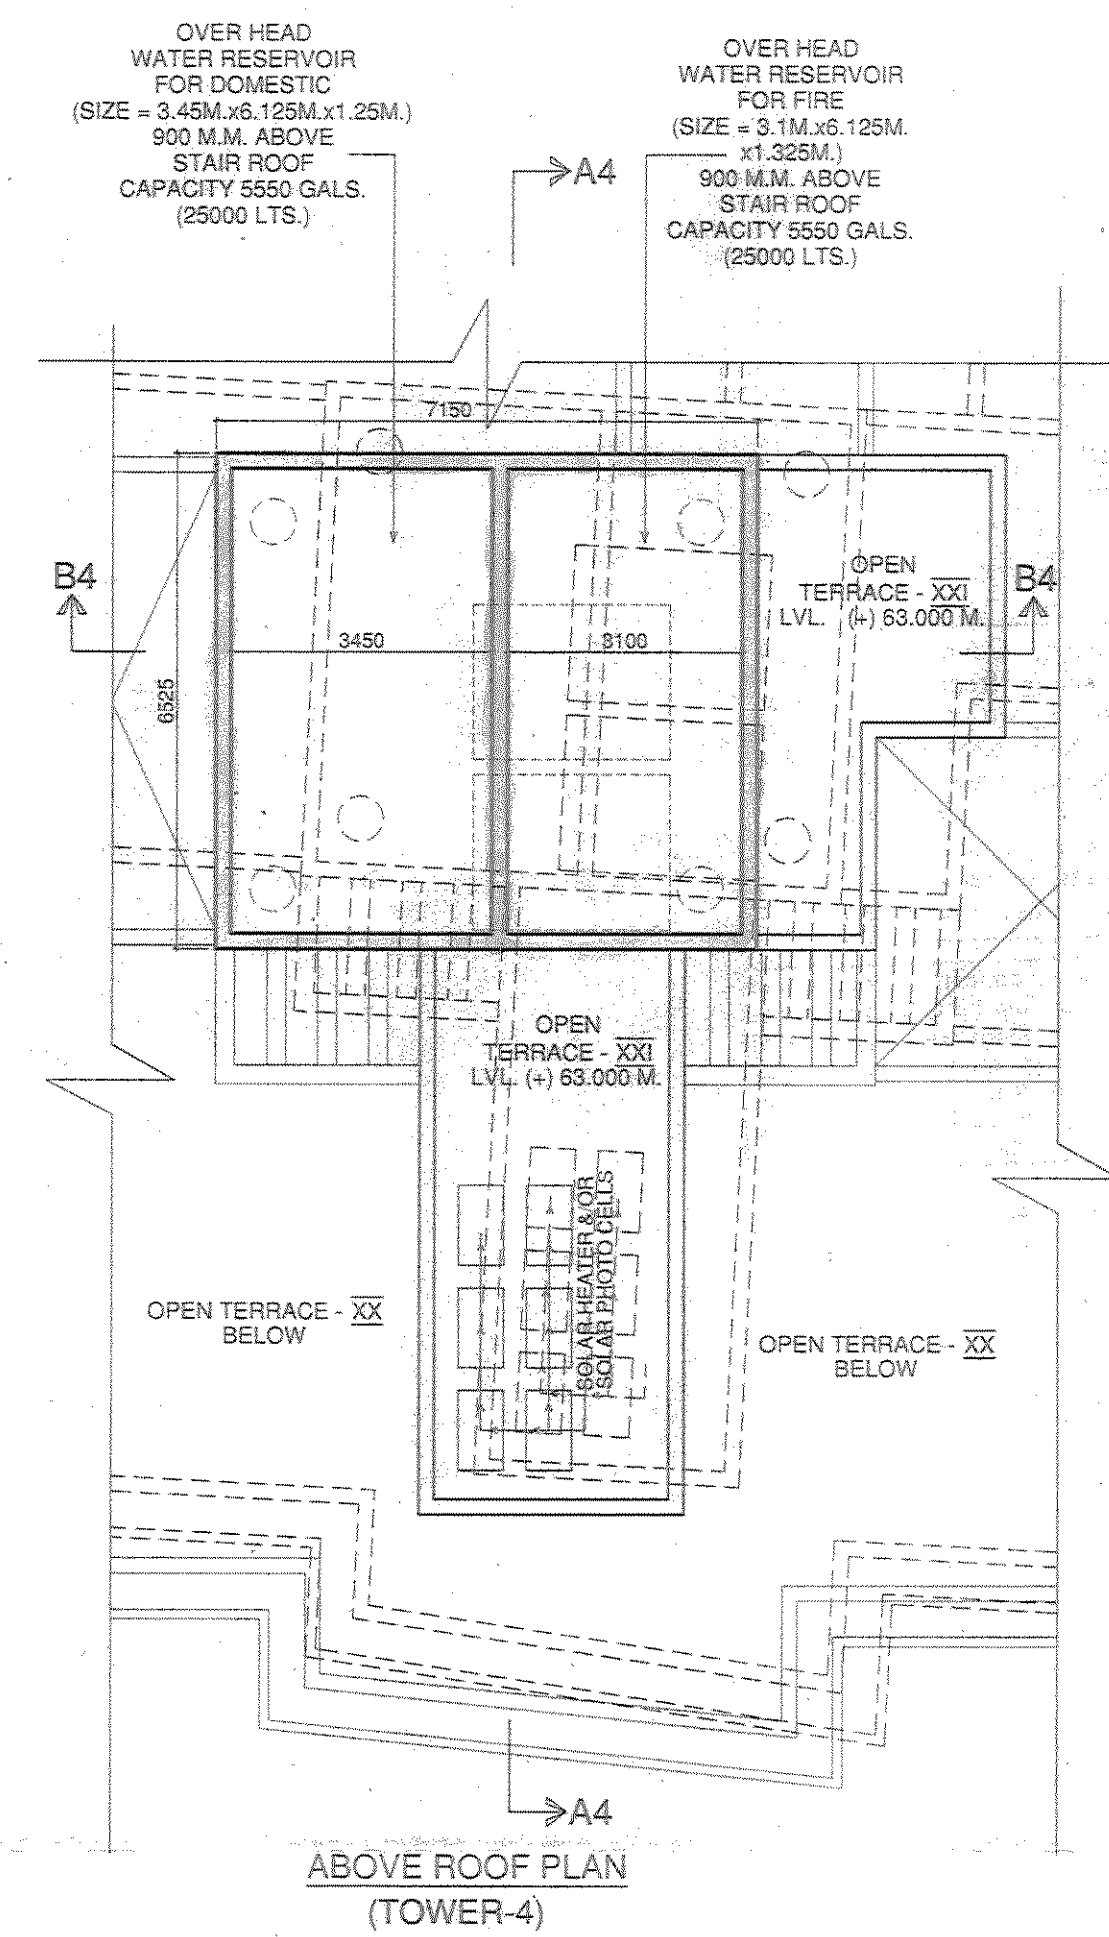 OVER HEAD
WATER RESERVOIR
FOR DOMESTIC
(SIZE = 3.45M.x6.125M.x1.25M.)
900 M.M. ABOVE
STAIR ROOF
CAPACITY 5550 GALS.
(25000 LTS.)
OVER HEAD
WATER RESERVOIR
FOR FIRE
(SIZE = 3.1M.x6.125M.
x1.325M.)
900 M.M. ABOVE
STAIR ROOF
CAPACITY 5550 GALS.
(25000 LTS.)
A4
7150
B4
OPEN
TERRACE - XXI
LVL. (+) 63.000 M.
B4
3450
3100
6525
OPEN
TERRACE - XXI
LVL. (+) 63.000 M.
SOLAR HEATER &/OR
SOLAR PHOTO CELLS
OPEN TERRACE - XX
BELOW
OPEN TERRACE - XX
BELOW
A4
ABOVE ROOF PLAN
(TOWER-4)